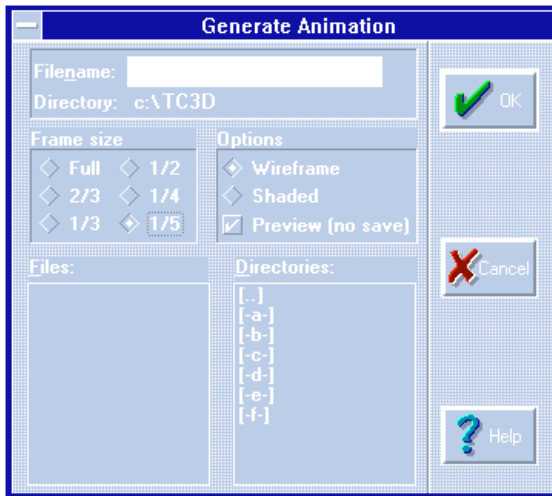 Generate Animation
Filename:
Directory: c:\TC3D
OK
Frame size
Full 1/2
2/3 1/4
1/3 1/5
Options
Wireframe
Shaded
Preview (no save)
Files:
Directories:
[..]
[-a-]
[-b-]
[-c-]
[-d-]
[-e-]
[-f-]
Cancel
Help